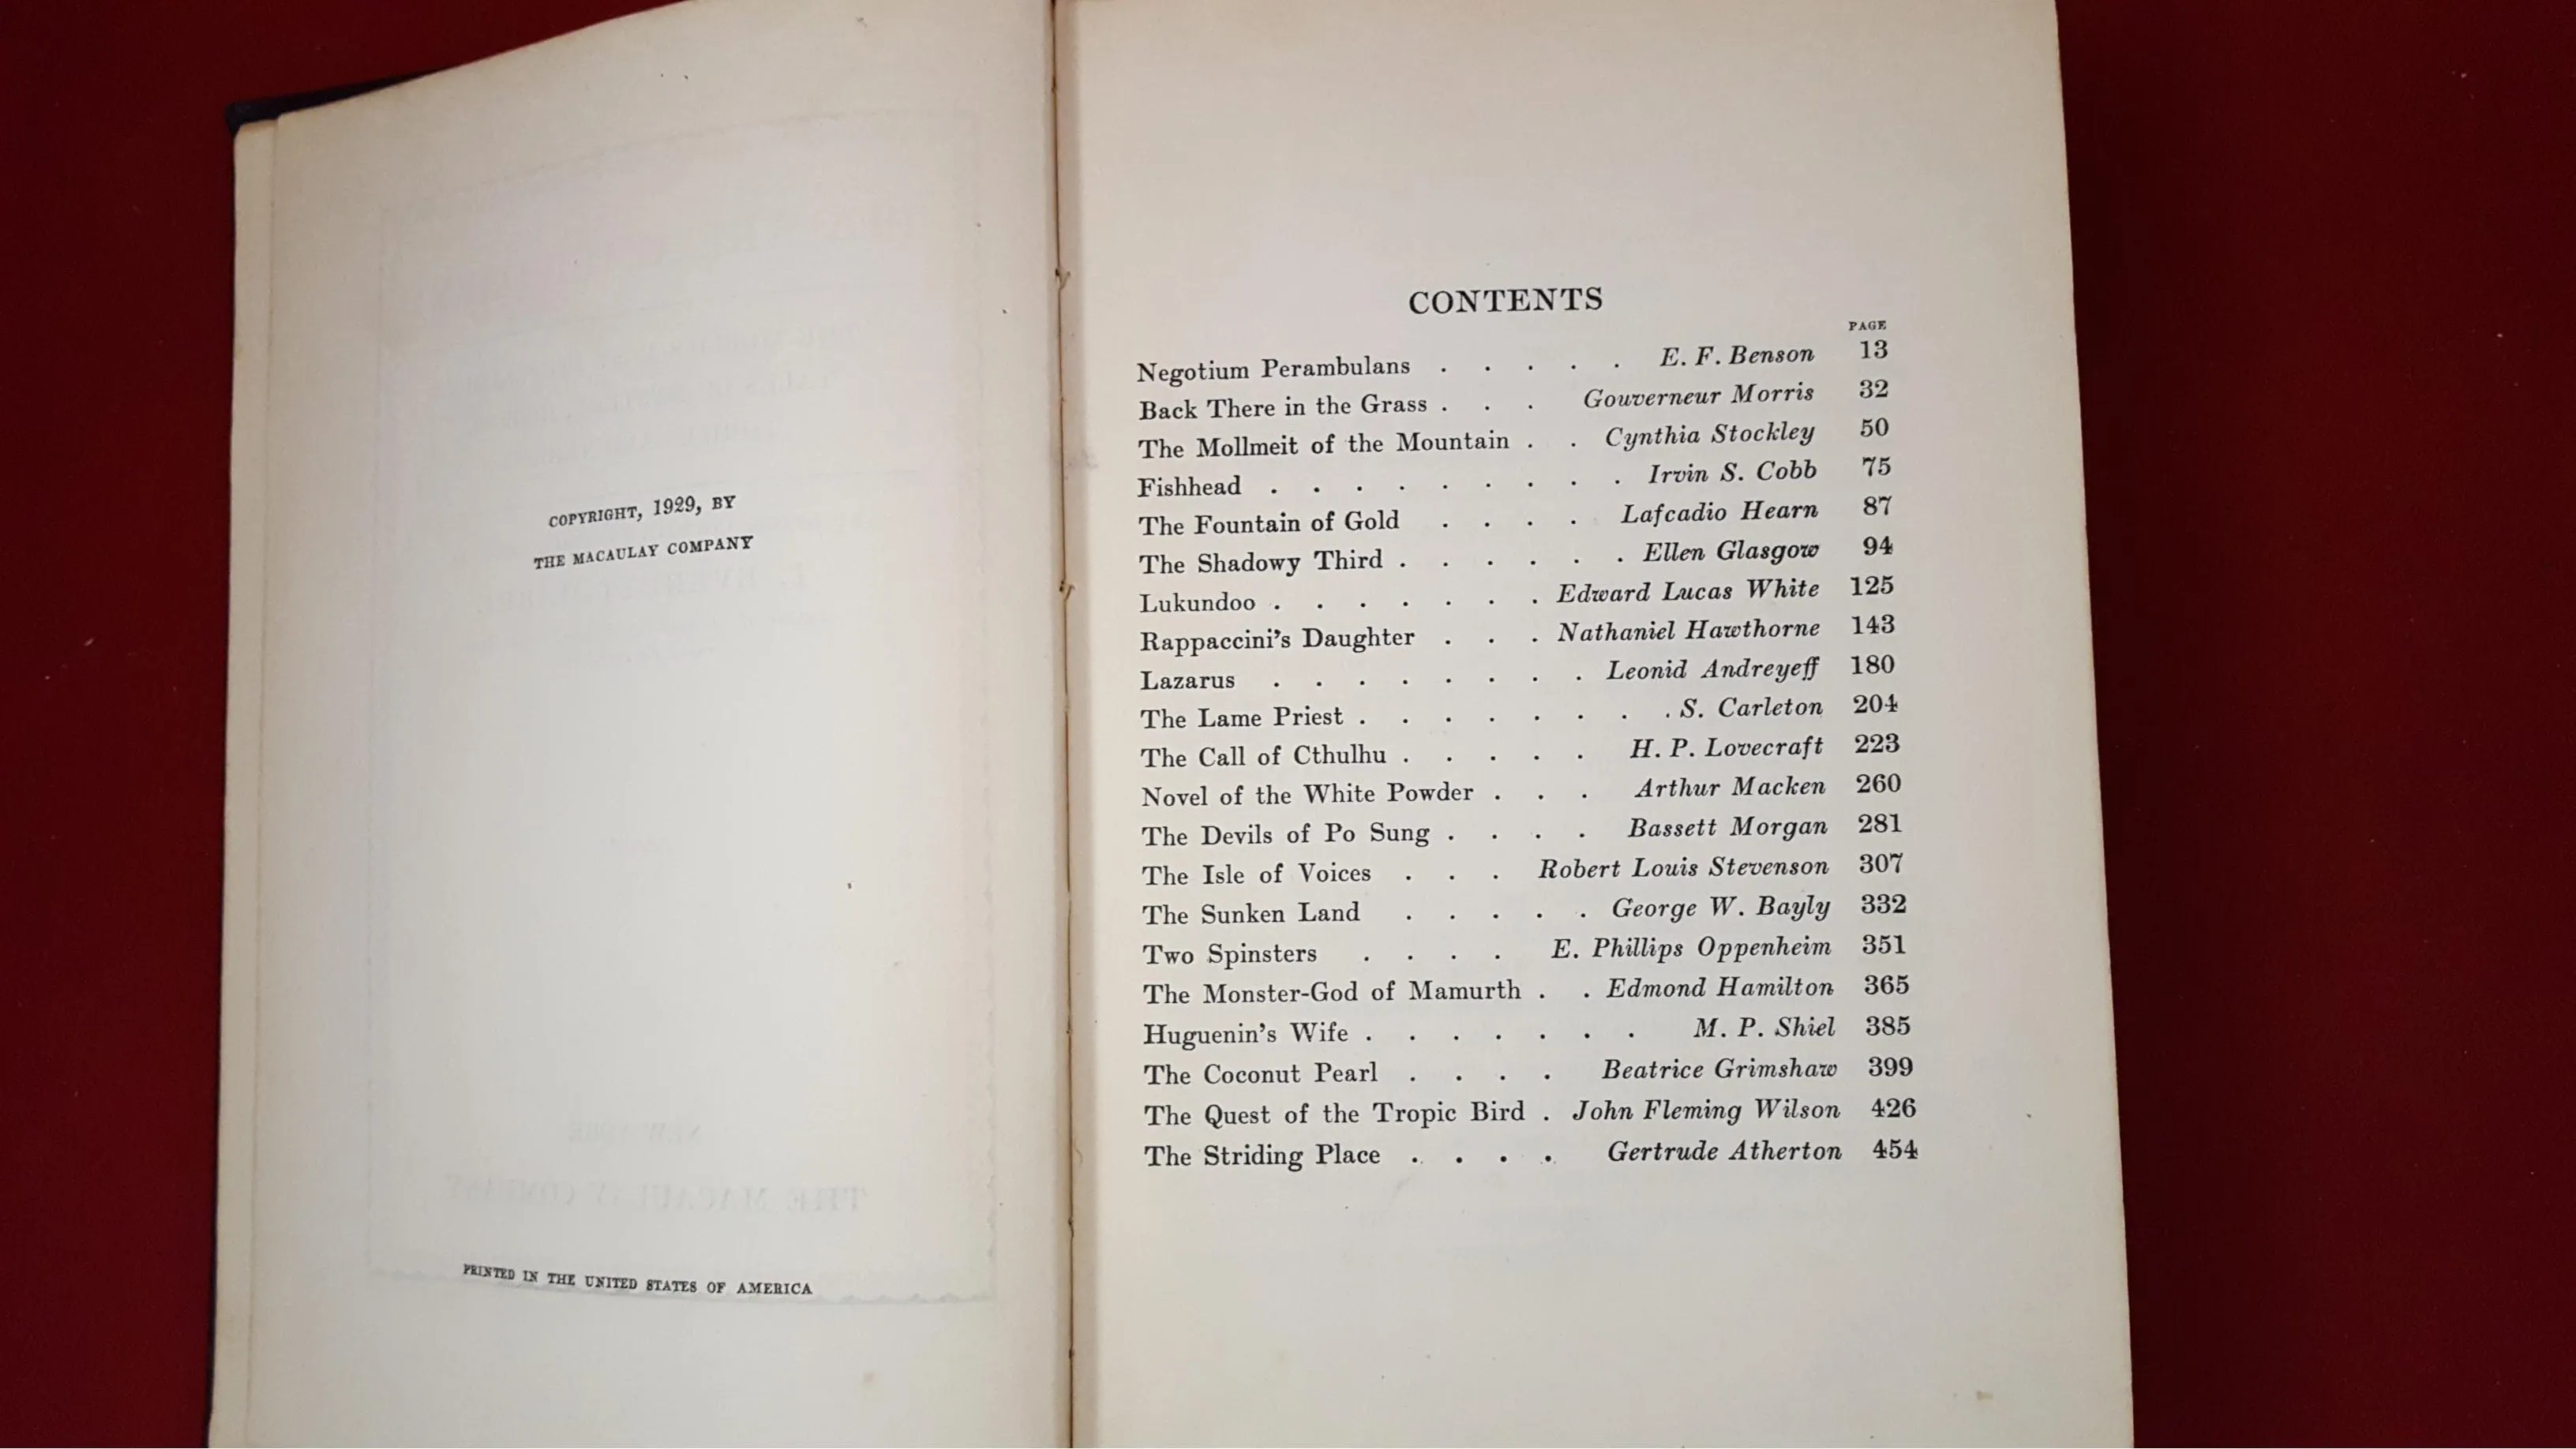 COPYRIGHT, 1929, BY
THE MACAULAY COMPANY
PRINTED IN THE UNITED STATES OF AMERICA
CONTENTS
PAGE
Negotium Perambulans . . . . . E. F. Benson 13
Back There in the Grass . . . Gouverneur Morris 32
The Mollmeit of the Mountain . . Cynthia Stockley 50
Fishhead . . . . . . . . . Irvin S. Cobb 75
The Fountain of Gold . . . . Lafcadio Hearn 87
The Shadowy Third . . . . . . Ellen Glasgow 94
Lukundoo . . . . . . . Edward Lucas White 125
Rappaccini's Daughter . . . Nathaniel Hawthorne 143
Lazarus . . . . . . . . Leonid Andreyeff 180
The Lame Priest . . . . . . . . S. Carleton 204
The Call of Cthulhu . . . . . H. P. Lovecraft 223
Novel of the White Powder . . . Arthur Macken 260
The Devils of Po Sung . . . . Bassett Morgan 281
The Isle of Voices . . . Robert Louis Stevenson 307
The Sunken Land . . . . . George W. Bayly 332
Two Spinsters . . . . E. Phillips Oppenheim 351
The Monster-God of Mamurth . . Edmond Hamilton 365
Huguenin's Wife . . . . . . . M. P. Shiel 385
The Coconut Pearl . . . . Beatrice Grimshaw 399
The Quest of the Tropic Bird . John Fleming Wilson 426
The Striding Place . . . . Gertrude Atherton 454